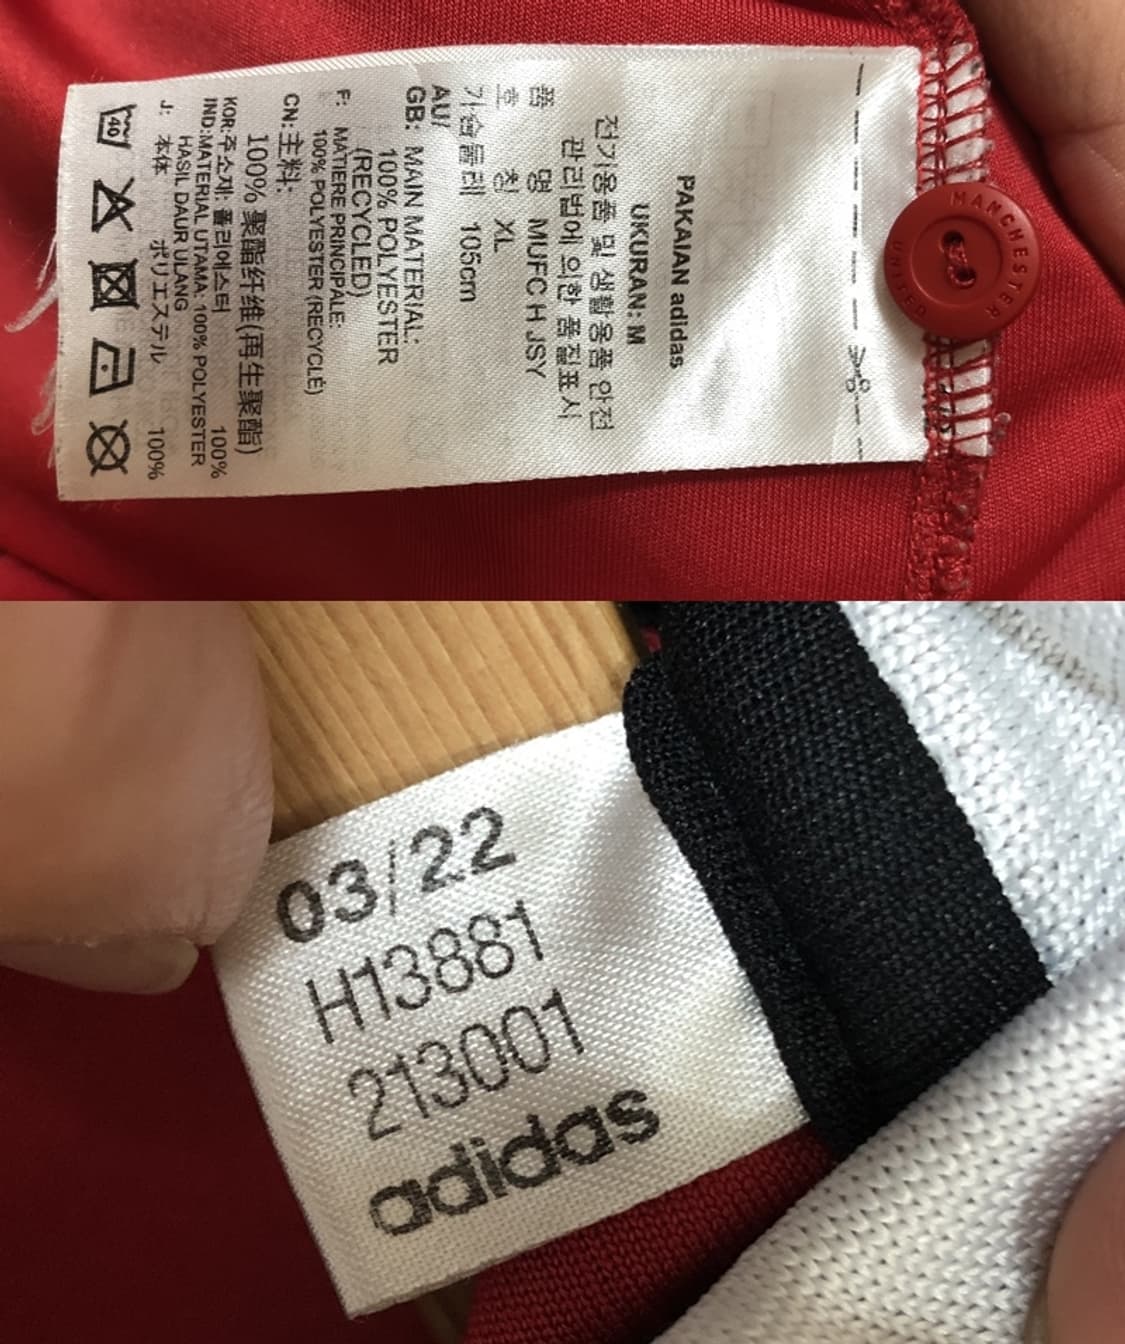 PAKAIAN adidas
UKURAN: M
전기용품 및 생활용품 안전
관리법에 의한 품질표시
품 명 MUFC H JSY
호 칭 XL
가슴둘레 105cm
AU/
GB: MAIN MATERIAL:
100% POLYESTER
(RECYCLED)
F: MATIERE PRINCIPALE:
100% POLYESTER (RECYCLÉ)
CN: 主料:
100% 聚酯纤维(再生聚酯)
KOR:주소재: 폴리에스터 100%
IND:MATERIAL UTAMA: 100% POLYESTER
HASIL DAUR ULANG
J: 本体 ポリエステル 100%
40
MANCHESTER
UNITED
03/22
H13881
213001
adidas